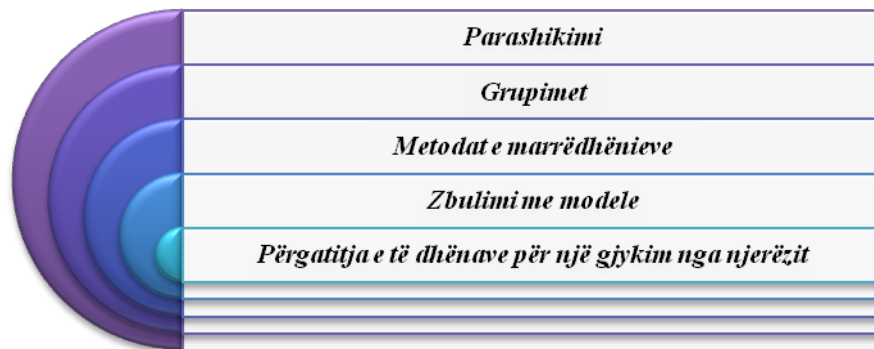 Parashikimi
Grupimet
Metodat e marrëdhënieve
Zbulimi me modele
Përgatitja e të dhënave për një gjykim nga njerëzit